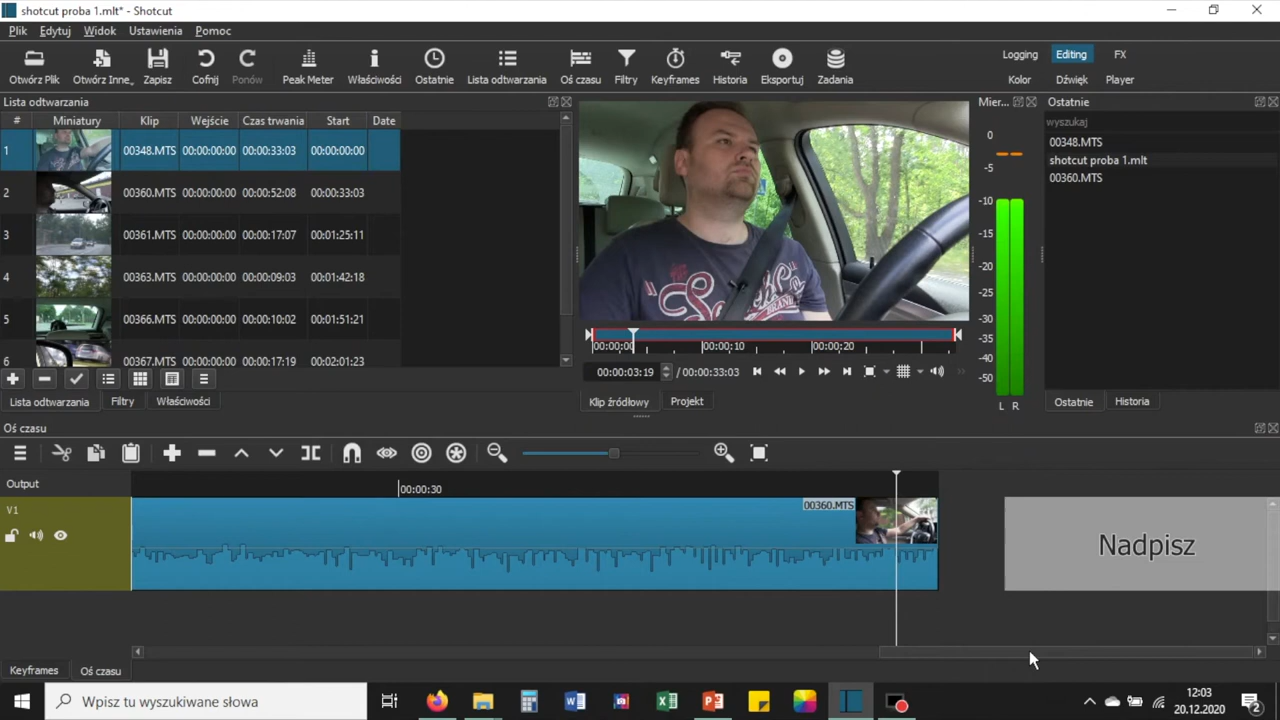 shotcut proba 1.mlt* - Shotcut
Plik Edytuj Widok Ustawienia Pomoc
Otwórz Plik Otwórz Inne... Zapisz Cofnij Ponów Peak Meter Właściwości Ostatnie Lista odtwarzania Oś czasu Filtry Keyframes Historia Eksportuj Zadania
Logging Editing FX
Kolor Dźwięk Player
Lista odtwarzania
# Miniatury Klip Wejście Czas trwania Start Date
1 00348.MTS 00:00:00:00 00:00:33:03 00:00:00:00
2 00360.MTS 00:00:00:00 00:00:52:08 00:00:33:03
3 00361.MTS 00:00:00:00 00:00:17:07 00:01:25:11
4 00363.MTS 00:00:00:00 00:00:09:03 00:01:42:18
5 00366.MTS 00:00:00:00 00:00:10:02 00:01:51:21
6 00367.MTS 00:00:00:00 00:00:17:19 00:02:01:23
Lista odtwarzania Filtry Właściwości
00:00:00 00:00:10 00:00:20
00:00:03:19 / 00:00:33:03
Klip źródłowy Projekt
Mier...
0
-5
-10
-15
-20
-25
-30
-35
-40
-50
L R
Ostatnie
wyszukaj
00348.MTS
shotcut proba 1.mlt
00360.MTS
Ostatnie Historia
Oś czasu
Output
00:00:30
V1
00360.MTS
Nadpisz
Keyframes Oś czasu
Wpisz tu wyszukiwane słowa
12:03
20.12.2020
2